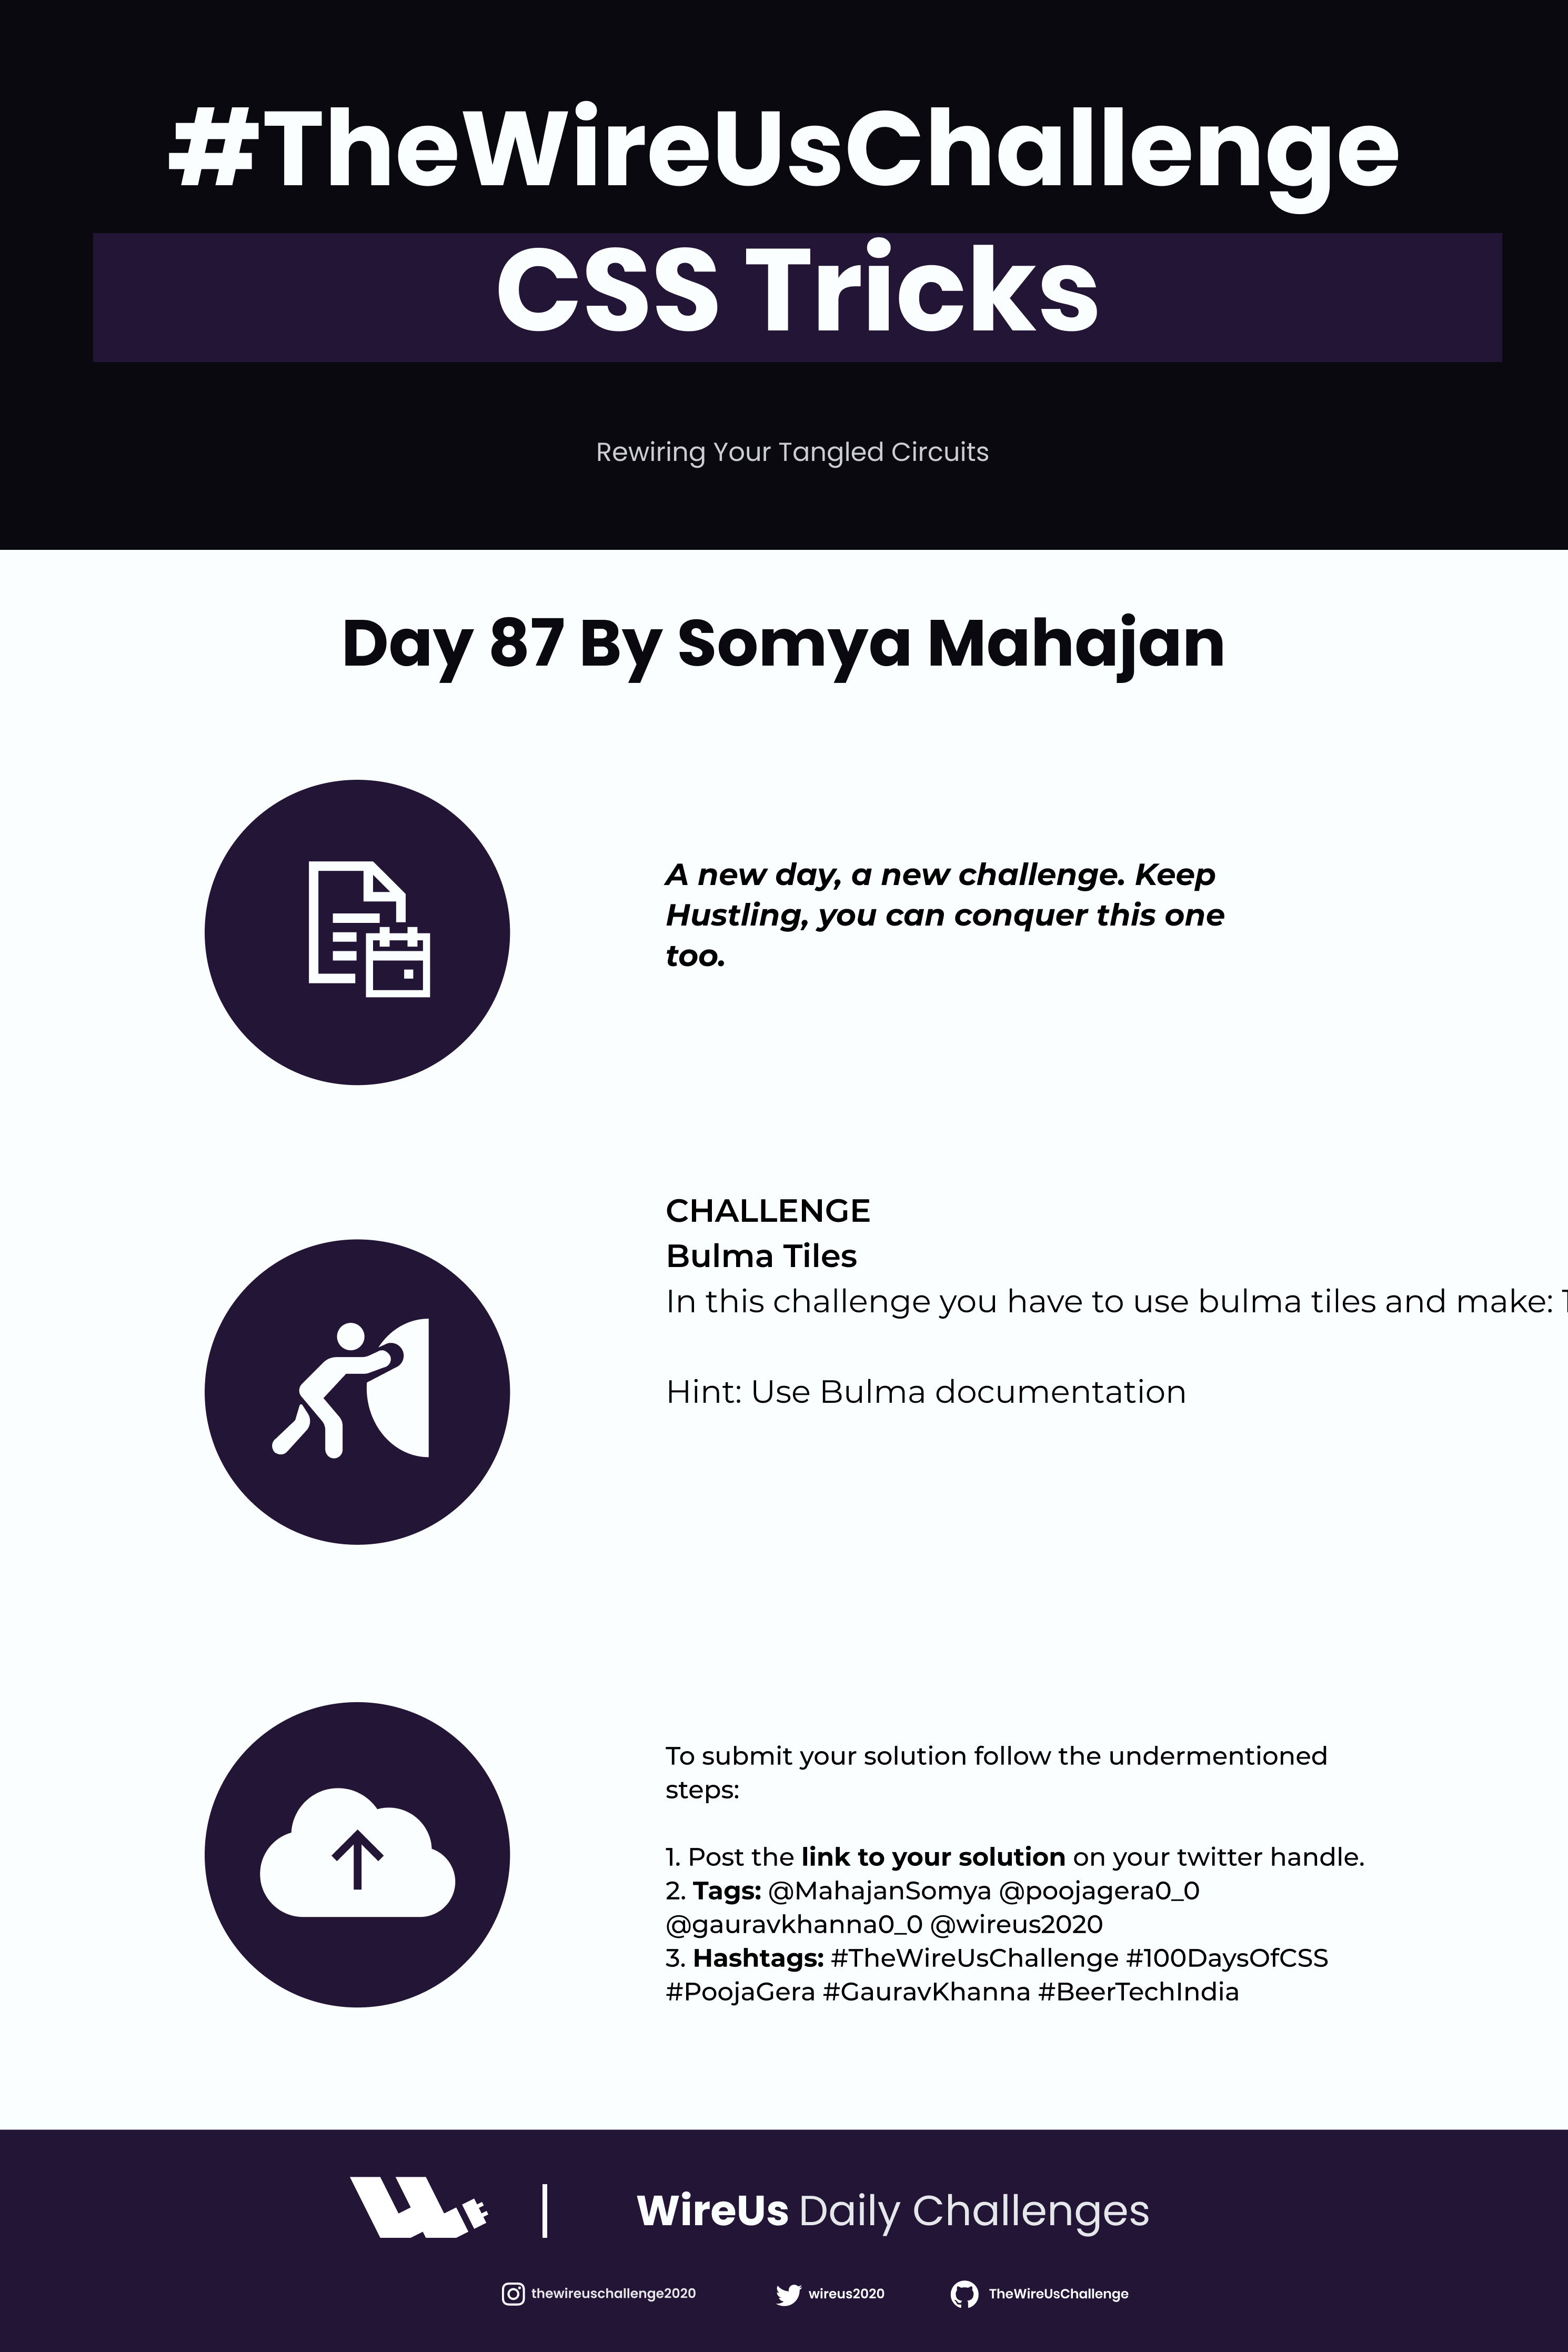 #TheWireUsChallenge
CSS Tricks
Rewiring Your Tangled Circuits
Day 87 By Somya Mahajan
A new day, a new challenge. Keep
Hustling, you can conquer this one
too.
CHALLENGE
Bulma Tiles
In this challenge you have to use bulma tiles and make:
Hint: Use Bulma documentation
To submit your solution follow the undermentioned
steps:
1. Post the link to your solution on your twitter handle.
2. Tags: @MahajanSomya @poojagera0_0
@gauravkhanna0_0 @wireus2020
3. Hashtags: #TheWireUsChallenge #100DaysOfCSS
#PoojaGera #GauravKhanna #BeerTechIndia
WireUs Daily Challenges
thewireuschallenge2020
wireus2020
TheWireUsChallenge